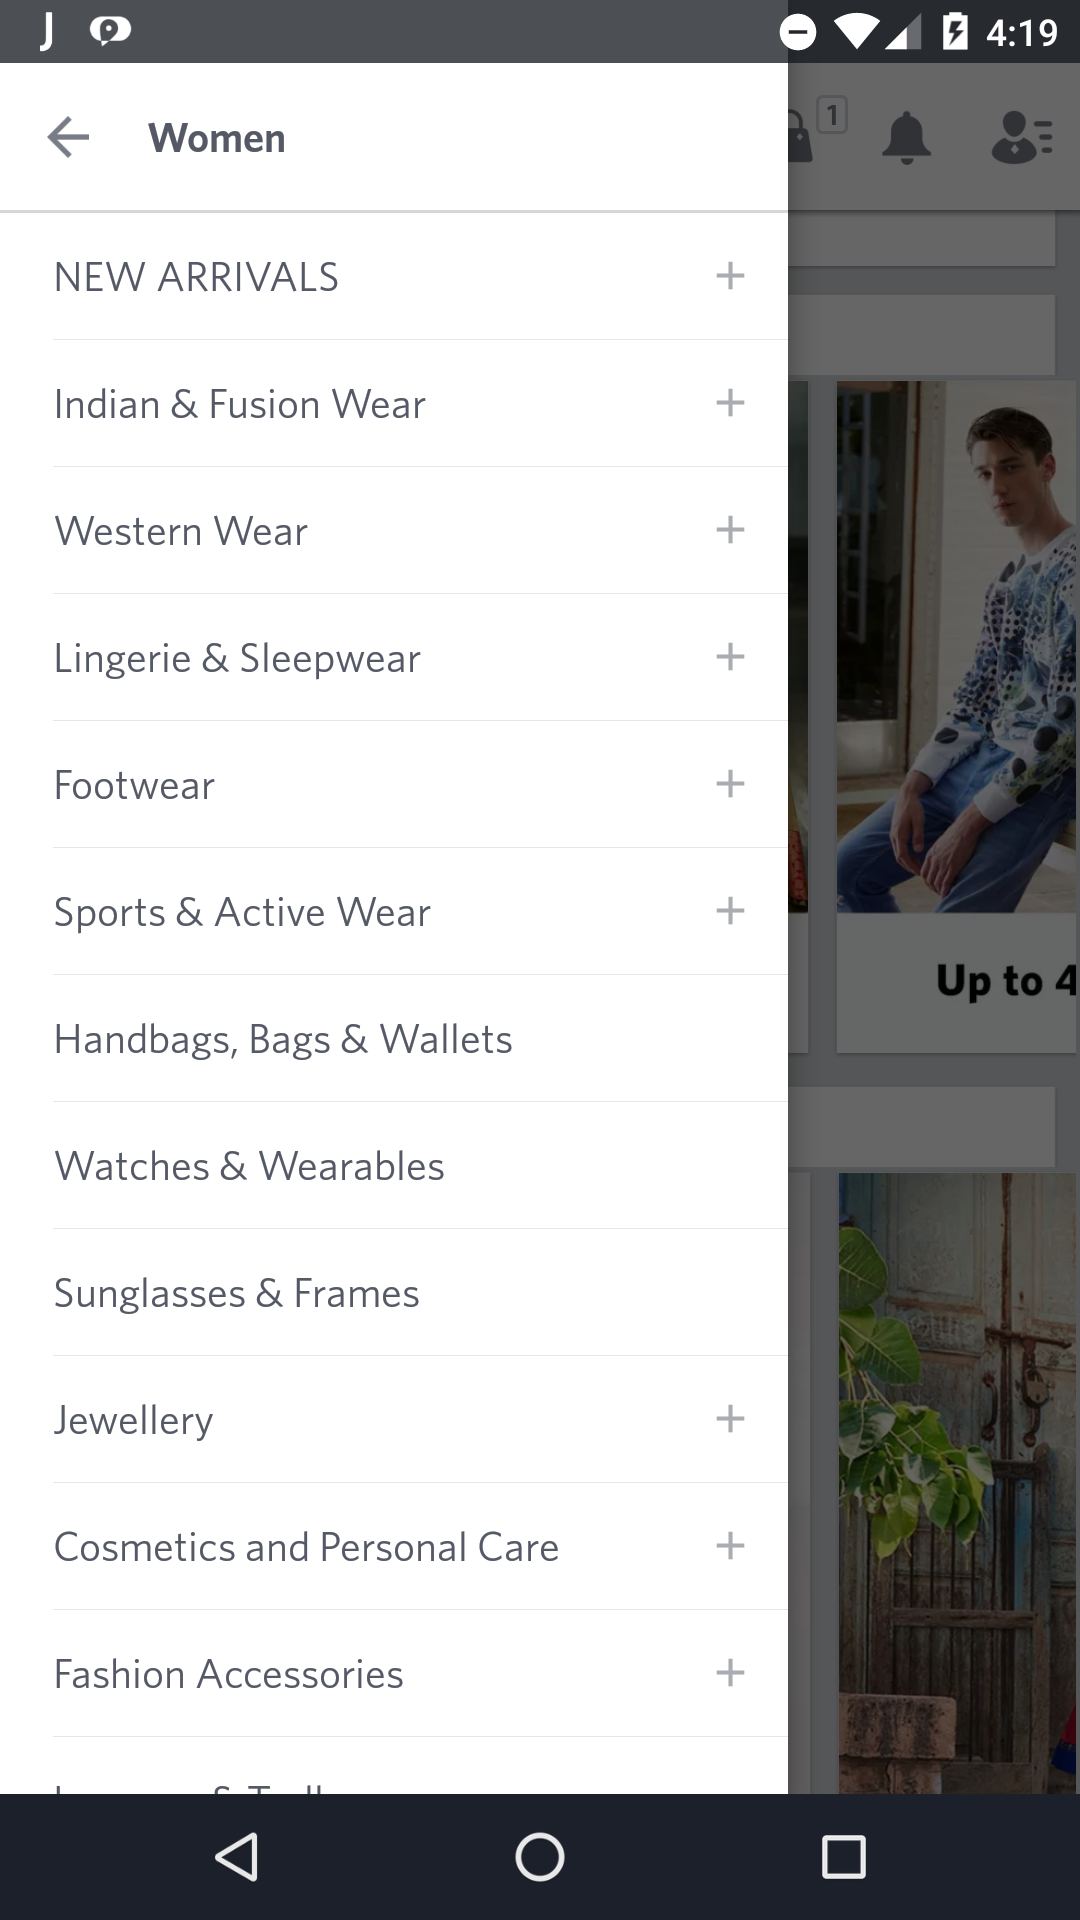 4:19
Women
1
NEW ARRIVALS
Indian & Fusion Wear
Western Wear
Lingerie & Sleepwear
Footwear
Sports & Active Wear
Up to 4
Handbags, Bags & Wallets
Watches & Wearables
Sunglasses & Frames
Jewellery
Cosmetics and Personal Care
Fashion Accessories